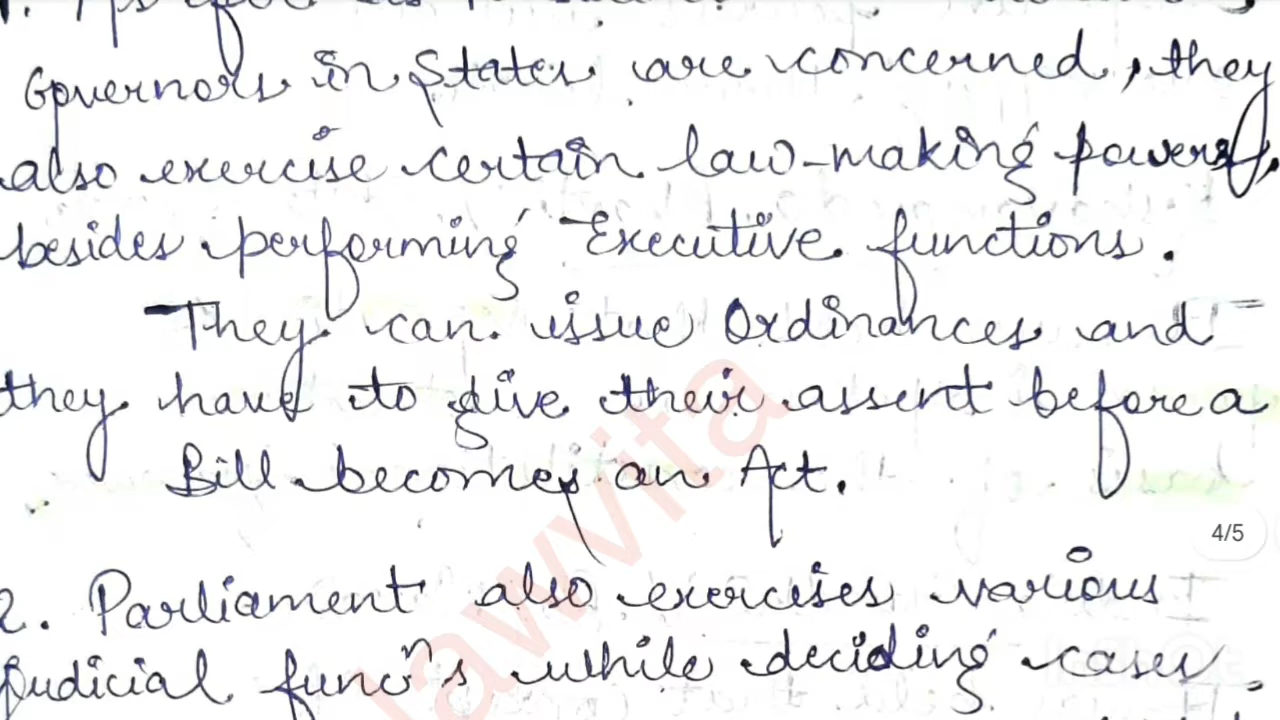 Governors in States are concerned, they
also exercise certain law-making powers,
besides performing Executive functions.
They can issue Ordinances and
they have to give their assent before a
Bill becomes an Act.
4/5
2. Parliament also exercises various
judicial funcⁿs while deciding cases
lawvita